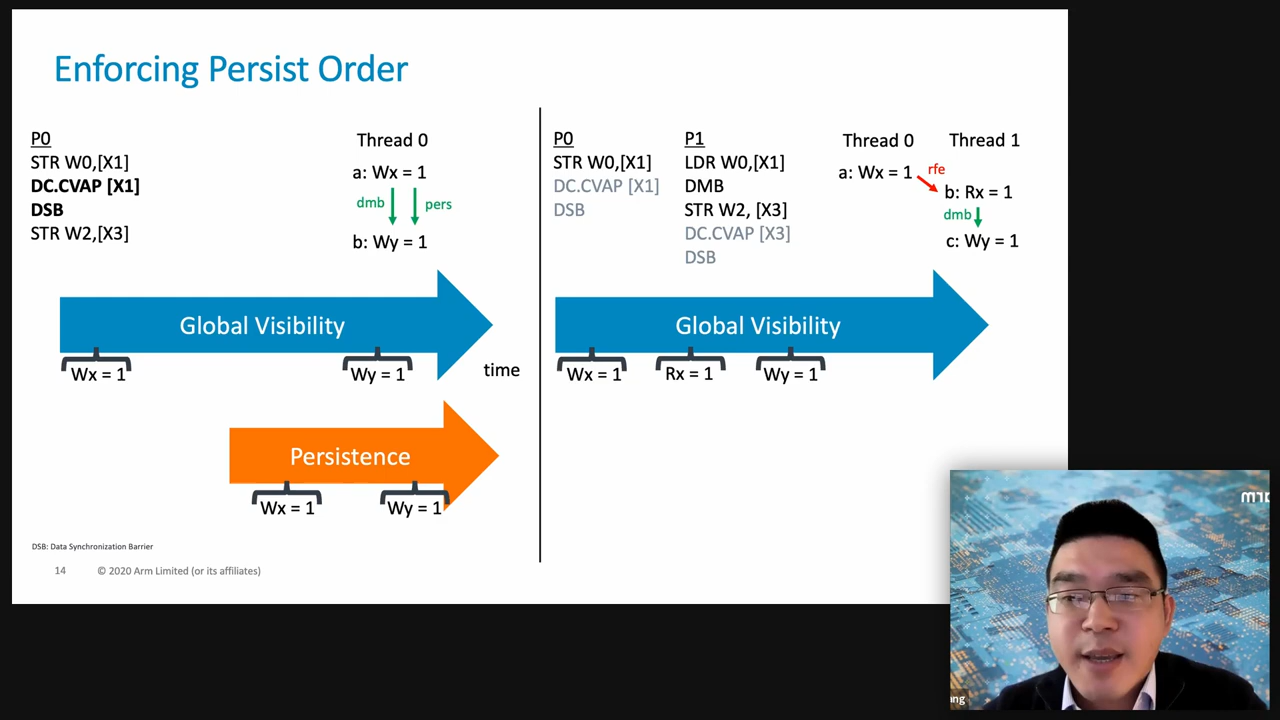 Enforcing Persist Order
P0
STR W0,[X1]
DC.CVAP [X1]
DSB
STR W2,[X3]
Thread 0
a: Wx = 1
dmb
pers
b: Wy = 1
Global Visibility
Wx = 1
Wy = 1
time
Persistence
Wx = 1
Wy = 1
P0
STR W0,[X1]
DC.CVAP [X1]
DSB
P1
LDR W0,[X1]
DMB
STR W2, [X3]
DC.CVAP [X3]
DSB
Thread 0
Thread 1
a: Wx = 1
rfe
b: Rx = 1
dmb
c: Wy = 1
Global Visibility
Wx = 1
Rx = 1
Wy = 1
DSB: Data Synchronization Barrier
14
© 2020 Arm Limited (or its affiliates)